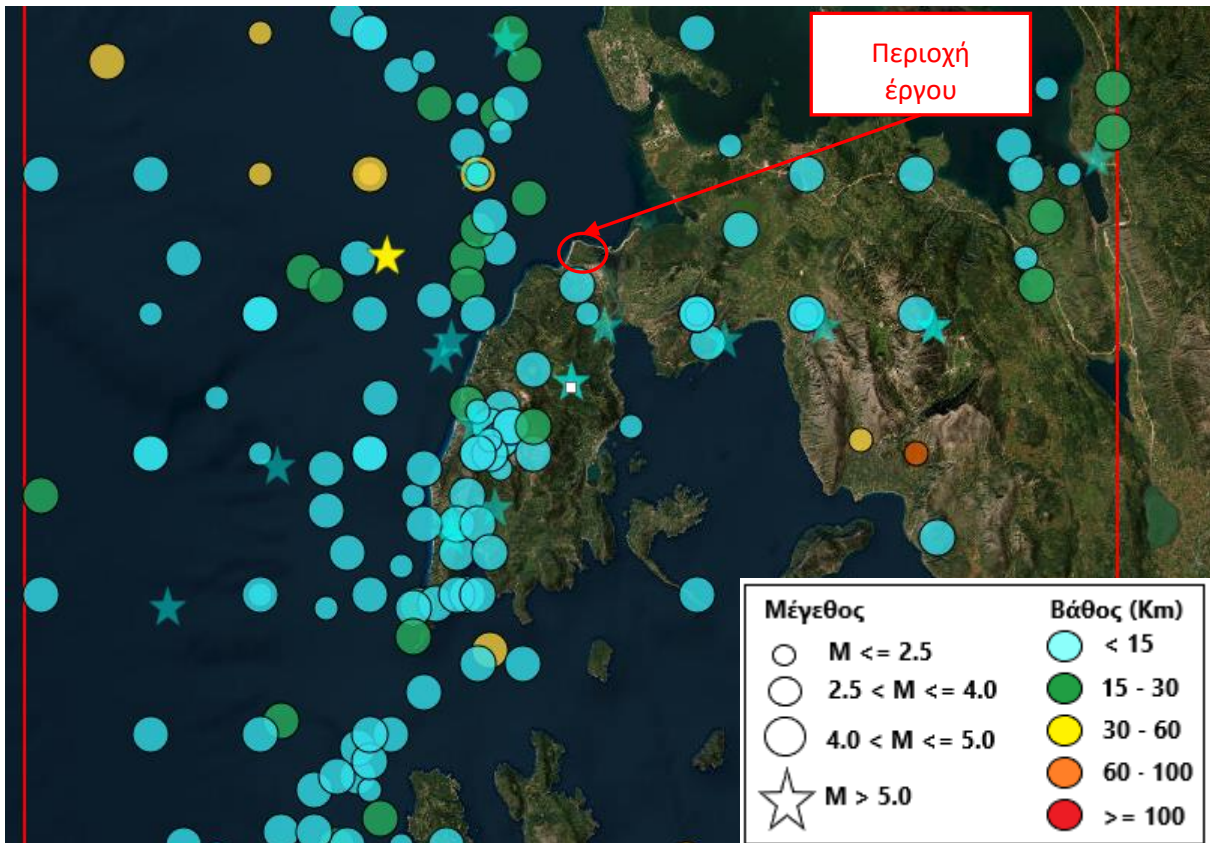 Περιοχή
έργου
Μέγεθος
M <= 2.5
2.5 < M <= 4.0
4.0 < M <= 5.0
M > 5.0
Βάθος (Km)
< 15
15 - 30
30 - 60
60 - 100
>= 100